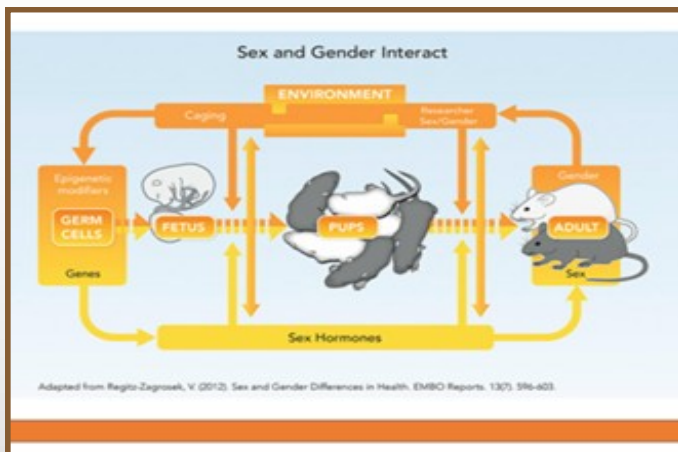 Sex and Gender Interact
ENVIRONMENT
Caging
Researcher
Sex/Gender
Epigenetic
modifiers
GERM
CELLS
Genes
FETUS
PUPS
Gender
ADULT
Sex
Sex Hormones
Adapted from Regitz-Zagrosek, V. (2012). Sex and Gender Differences in Health. EMBO Reports. 13(7). 596-603.